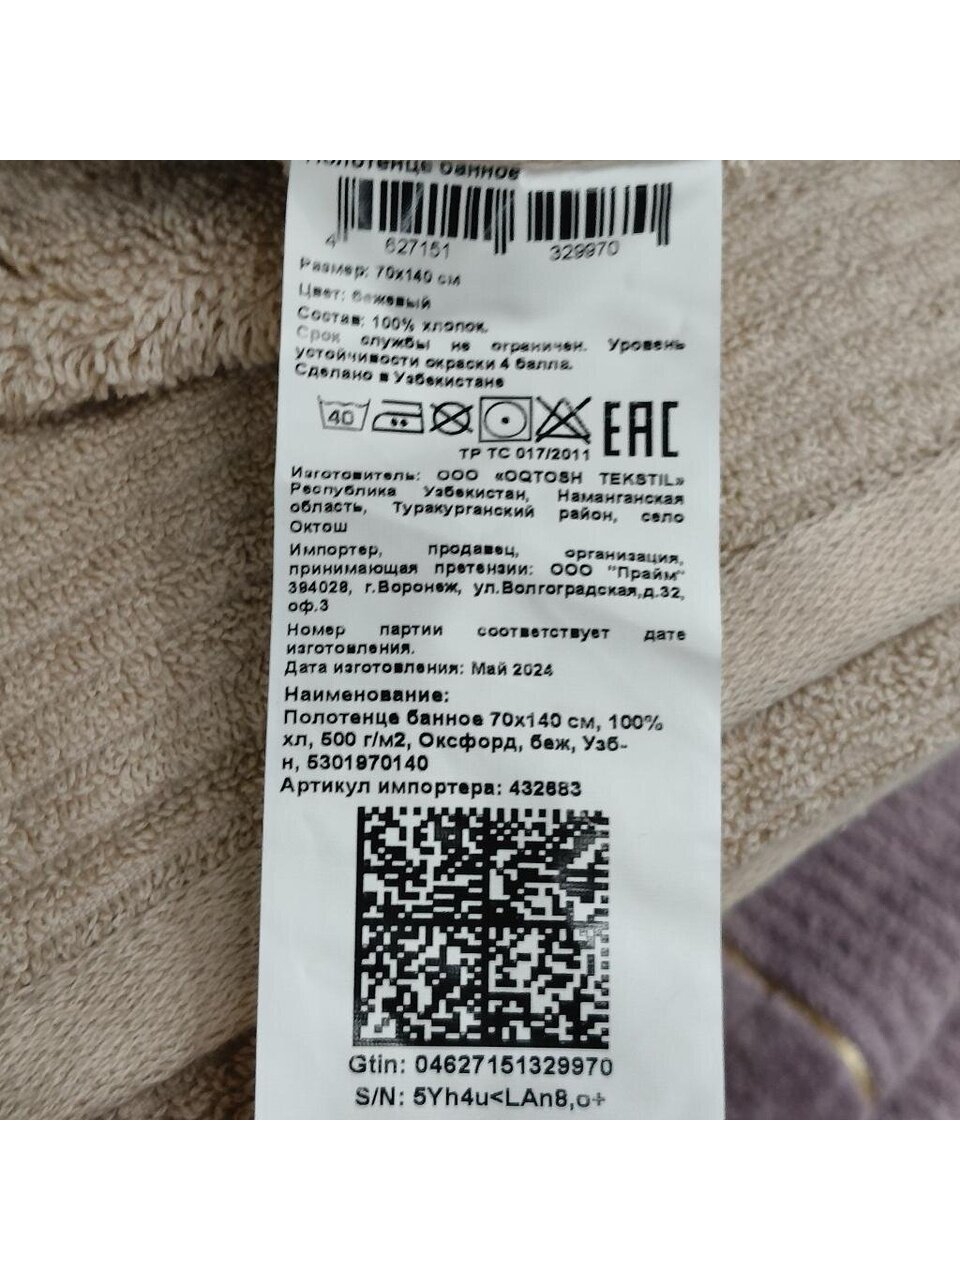 Полотенце банное
4 627151 329970
Размер: 70x140 см
Цвет: бежевый
Состав: 100% хлопок.
Срок службы не ограничен. Уровень
устойчивости окраски 4 балла.
Сделано в Узбекистане
40 EAC
ТР ТС 017/2011
Изготовитель: ООО «OQTOSH TEKSTIL»
Республика Узбекистан, Наманганская
область, Туракурганский район, село
Октош
Импортер, продавец, организация,
принимающая претензии: ООО "Прайм"
394028, г.Воронеж, ул.Волгоградская,д.32,
оф.3
Номер партии соответствует дате
изготовления.
Дата изготовления: Май 2024
Наименование:
Полотенце банное 70x140 см, 100%
хл, 500 г/м2, Оксфорд, беж, Узб-
н, 5301970140
Артикул импортера: 432683
Gtin: 04627151329970
S/N: 5Yh4u<LAn8,o+